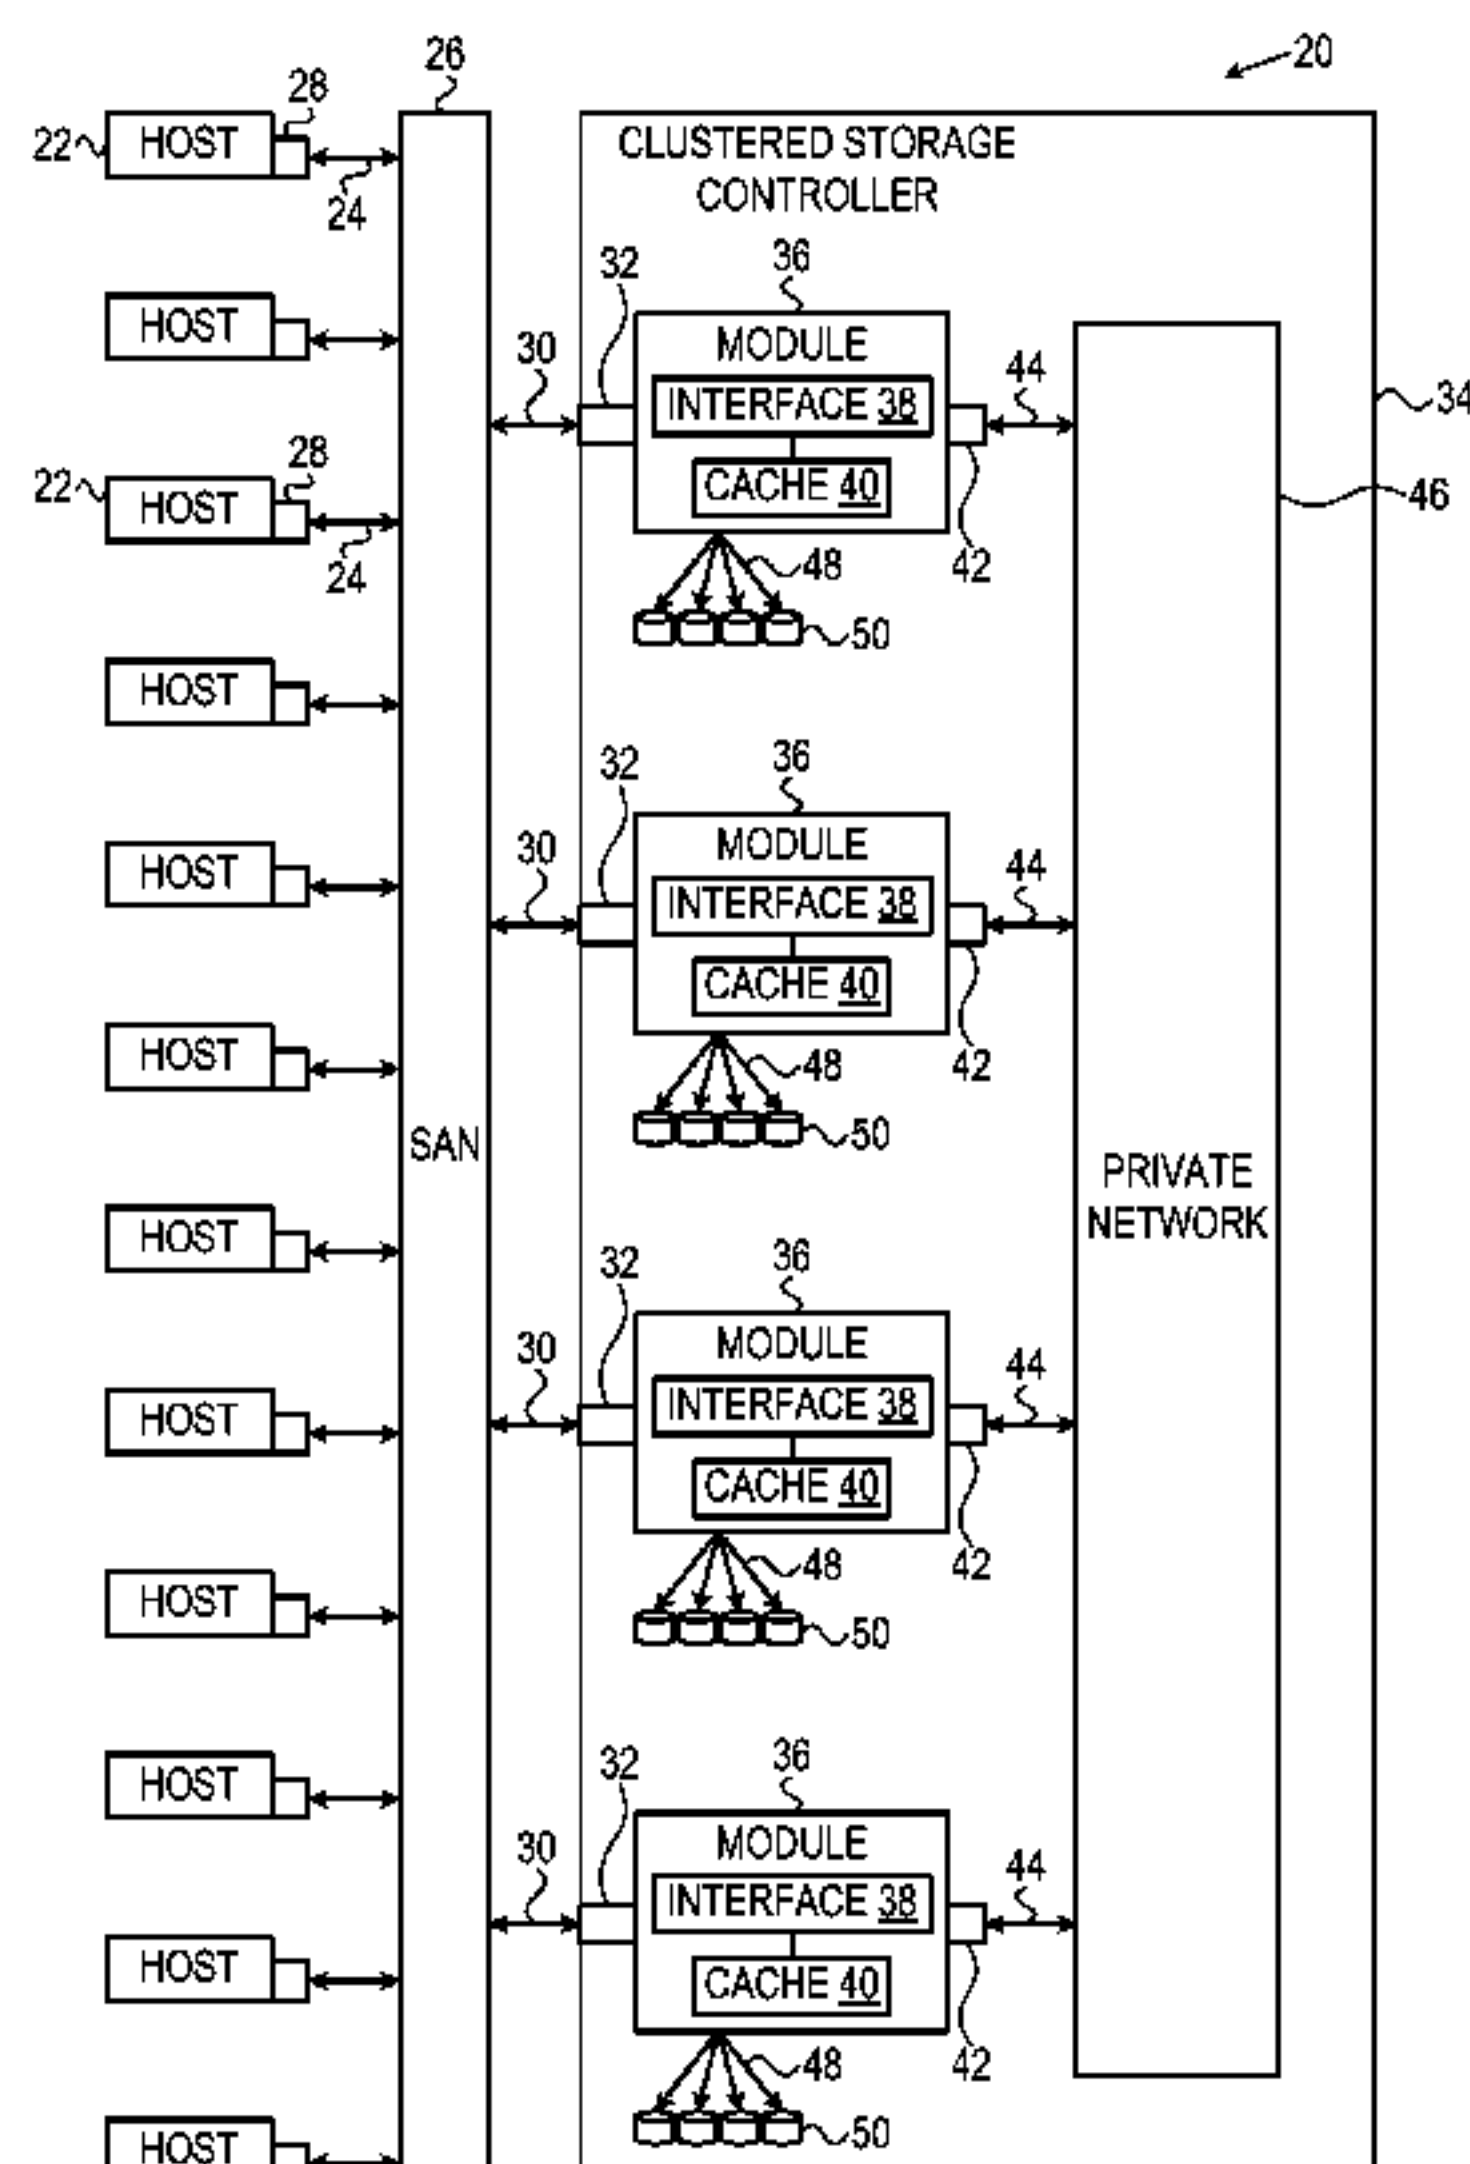 20
26
28
22 HOST
24
CLUSTERED STORAGE
CONTROLLER
HOST
32
36
30
MODULE
INTERFACE 38
CACHE 40
44
34
42
46
48
50
28
22 HOST
24
HOST
32
36
30
MODULE
INTERFACE 38
CACHE 40
44
42
48
50
HOST
HOST
SAN
PRIVATE
NETWORK
HOST
32
36
30
MODULE
INTERFACE 38
CACHE 40
44
42
48
50
HOST
HOST
HOST
32
36
30
MODULE
INTERFACE 38
CACHE 40
44
42
48
50
HOST
HOST